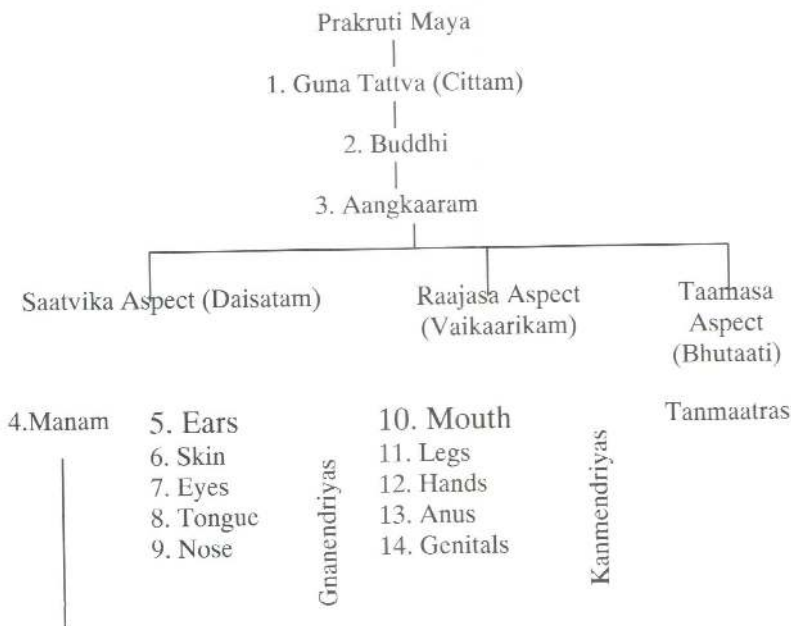 Prakruti Maya
1. Guna Tattva (Cittam)
2. Buddhi
3. Aangkaaram
Saatvika Aspect (Daisatam)
Raajasa Aspect
(Vaikaarikam)
Taamasa
Aspect
(Bhutaati)
4.Manam
5. Ears
6. Skin
7. Eyes
8. Tongue
9. Nose
Gnanendriyas
10. Mouth
11. Legs
12. Hands
13. Anus
14. Genitals
Kanmendriyas
Tanmaatras